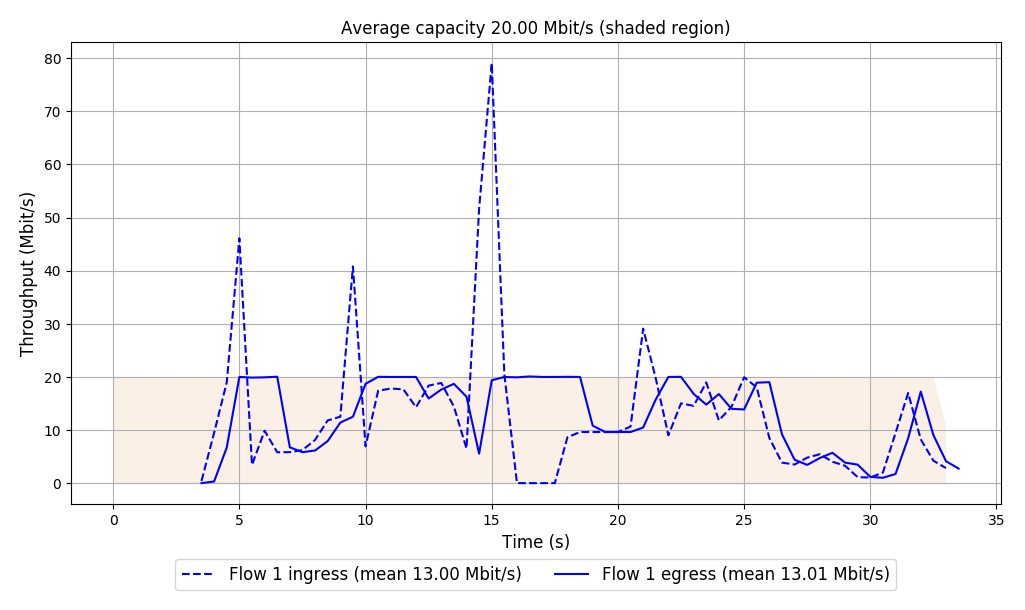 Average capacity 20.00 Mbit/s (shaded region)
Throughput (Mbit/s)
80
70
60
50
40
30
20
10
0
0 5 10 15 20 25 30 35
Time (s)
Flow 1 ingress (mean 13.00 Mbit/s) Flow 1 egress (mean 13.01 Mbit/s)